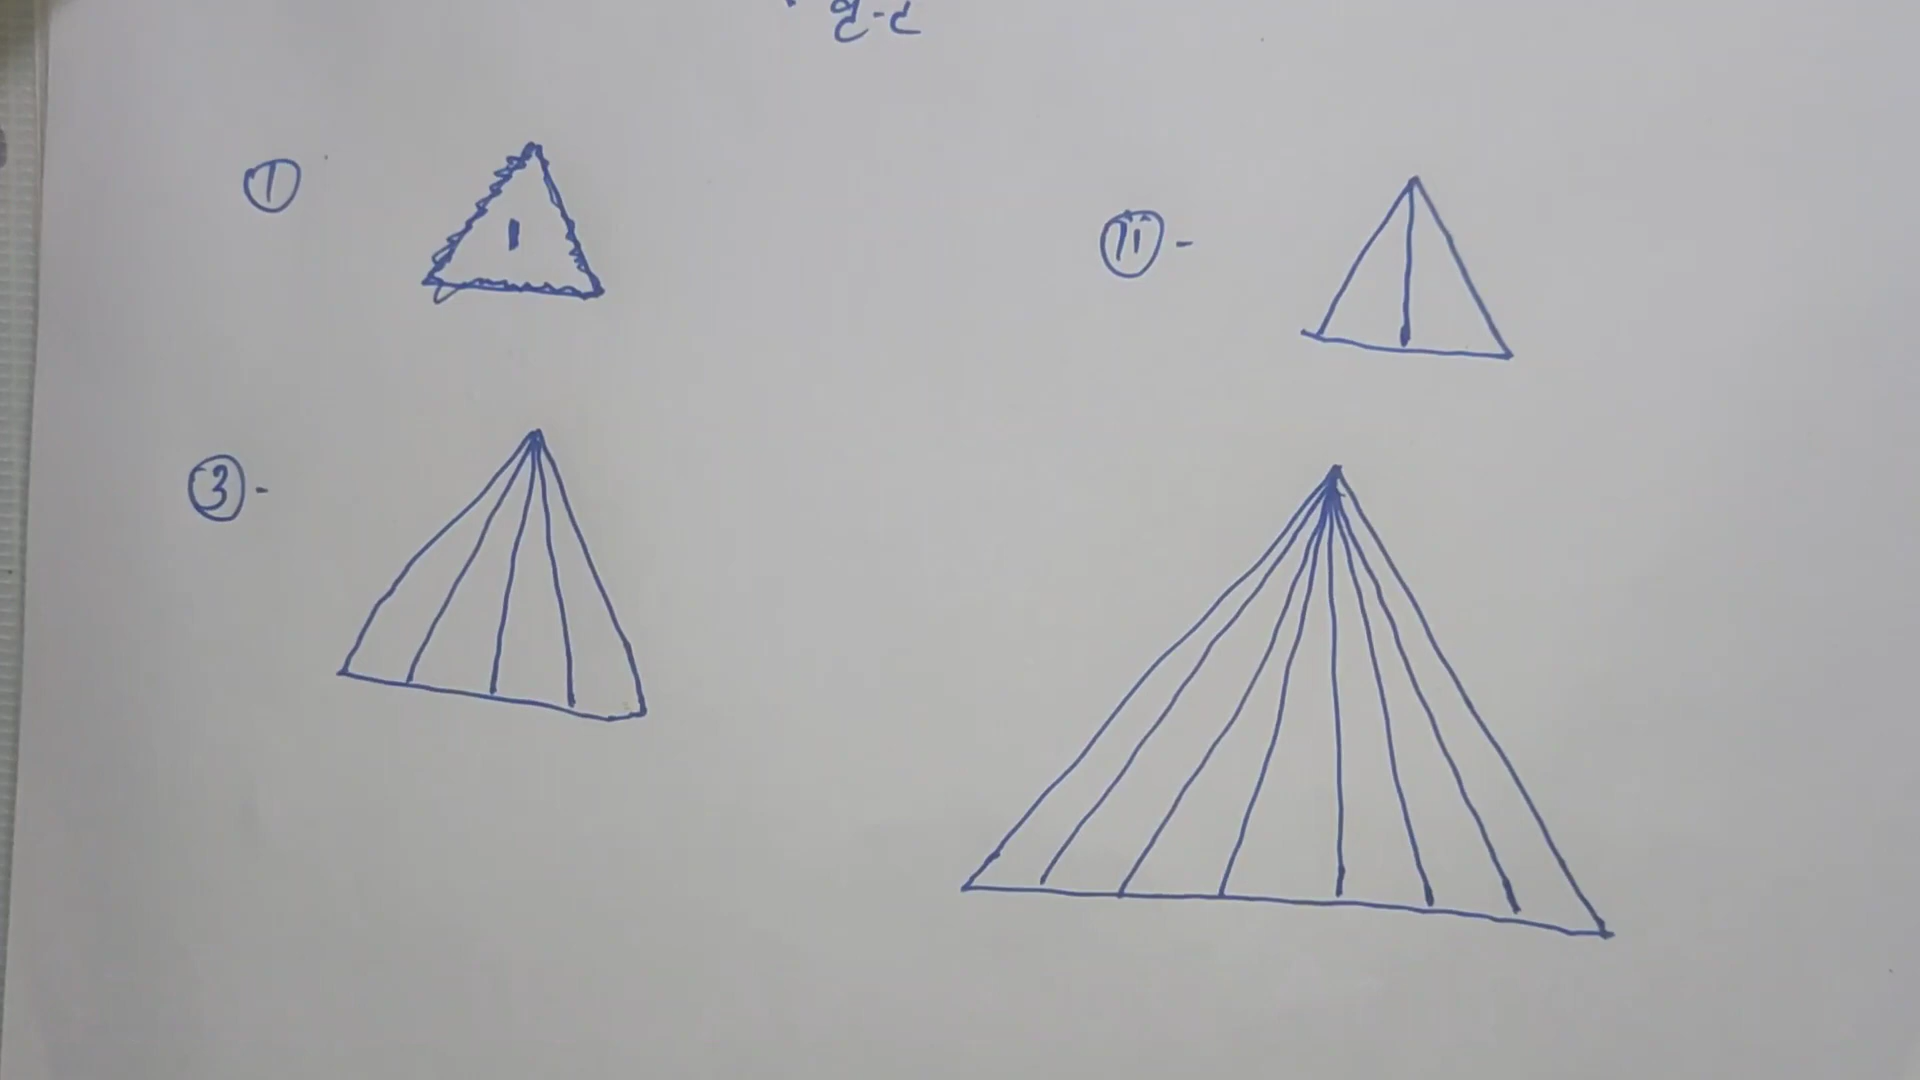 ①
1
ⅱ -
③ -